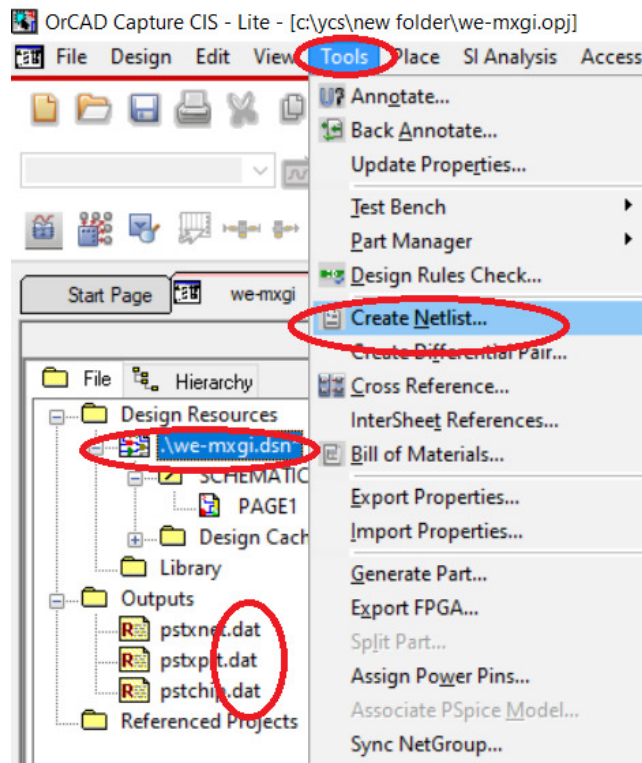 OrCAD Capture CIS - Lite - [c:\ycs\new folder\we-mxgi.opj]
File Design Edit View Tools Place SI Analysis Access
Annotate...
Back Annotate...
Update Properties...
Test Bench
Part Manager
Design Rules Check...
Start Page we-mxgi
Create Netlist...
Create Differential Pair...
File Hierarchy
Cross Reference...
Design Resources
InterSheet References...
.\we-mxgi.dsn
Bill of Materials...
SCHEMATIC
PAGE1
Export Properties...
Design Cach
Import Properties...
Library
Generate Part...
Outputs
Export FPGA...
pstxnet.dat
Split Part...
pstxprt.dat
Assign Power Pins...
pstchip.dat
Associate PSpice Model...
Referenced Projects
Sync NetGroup...